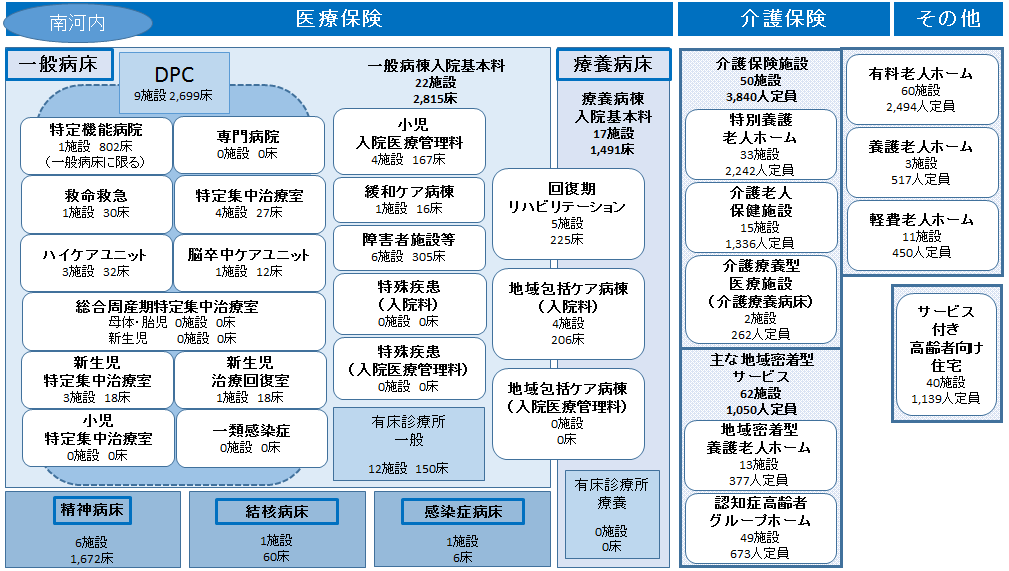 南河内
医療保険
介護保険
その他
一般病床
DPC
9施設 2,699床
特定機能病院
1施設 802床
（一般病床に限る）
専門病院
0施設 0床
救命救急
1施設 30床
特定集中治療室
4施設 27床
ハイケアユニット
3施設 32床
脳卒中ケアユニット
1施設 12床
総合周産期特定集中治療室
母体・胎児 0施設 0床
新生児 0施設 0床
新生児
特定集中治療室
3施設 18床
新生児
治療回復室
1施設 18床
小児
特定集中治療室
0施設 0床
一類感染症
0施設 0床
一般病棟入院基本料
22施設
2,815床
小児
入院医療管理料
4施設 167床
緩和ケア病棟
1施設 16床
障害者施設等
6施設 305床
特殊疾患
（入院料）
0施設 0床
特殊疾患
（入院医療管理料）
0施設 0床
有床診療所
一般
12施設 150床
療養病床
療養病棟
入院基本料
17施設
1,491床
回復期
リハビリテーション
5施設
225床
地域包括ケア病棟
（入院料）
4施設
206床
地域包括ケア病棟
（入院医療管理料）
0施設
0床
有床診療所
療養
0施設
0床
精神病床
6施設
1,672床
結核病床
1施設
60床
感染症病床
1施設
6床
介護保険施設
50施設
3,840人定員
特別養護
老人ホーム
33施設
2,242人定員
介護老人
保健施設
15施設
1,336人定員
介護療養型
医療施設
（介護療養病床）
2施設
262人定員
主な地域密着型
サービス
62施設
1,050人定員
地域密着型
養護老人ホーム
13施設
377人定員
認知症高齢者
グループホーム
49施設
673人定員
有料老人ホーム
60施設
2,494人定員
養護老人ホーム
3施設
517人定員
軽費老人ホーム
11施設
450人定員
サービス
付き
高齢者向け
住宅
40施設
1,139人定員